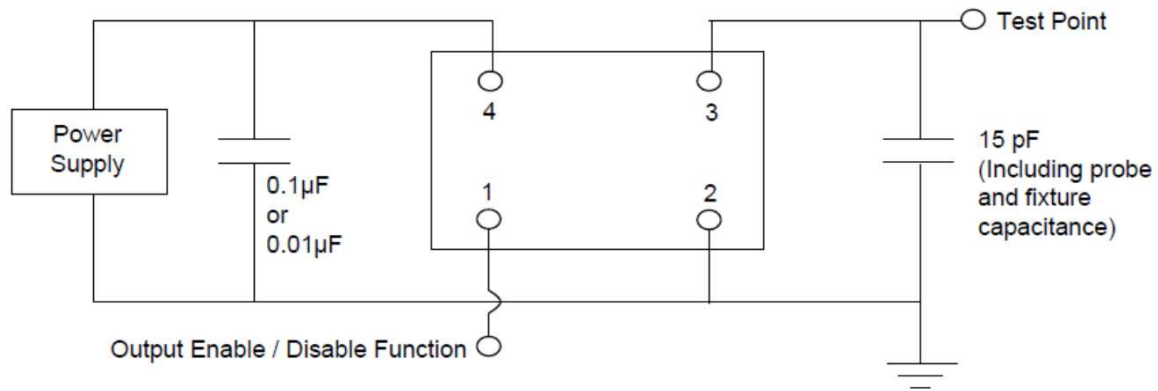 Test Point
4
3
Power
Supply
0.1µF
or
0.01µF
1
2
15 pF
(Including probe
and fixture
capacitance)
Output Enable / Disable Function